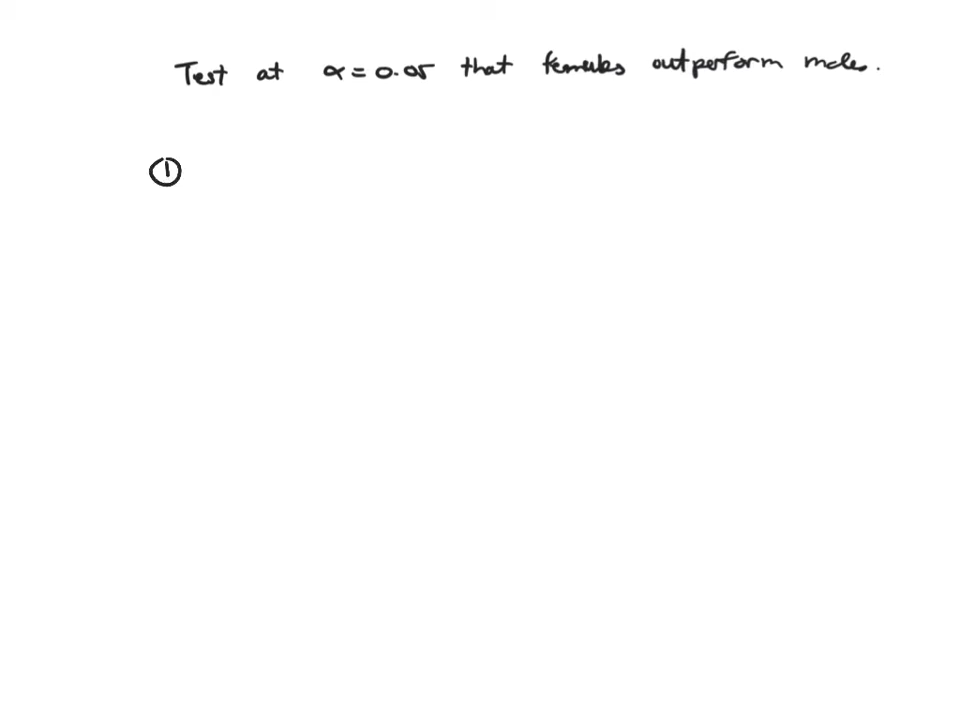 Test at α = 0.05 that females outperform males.
①